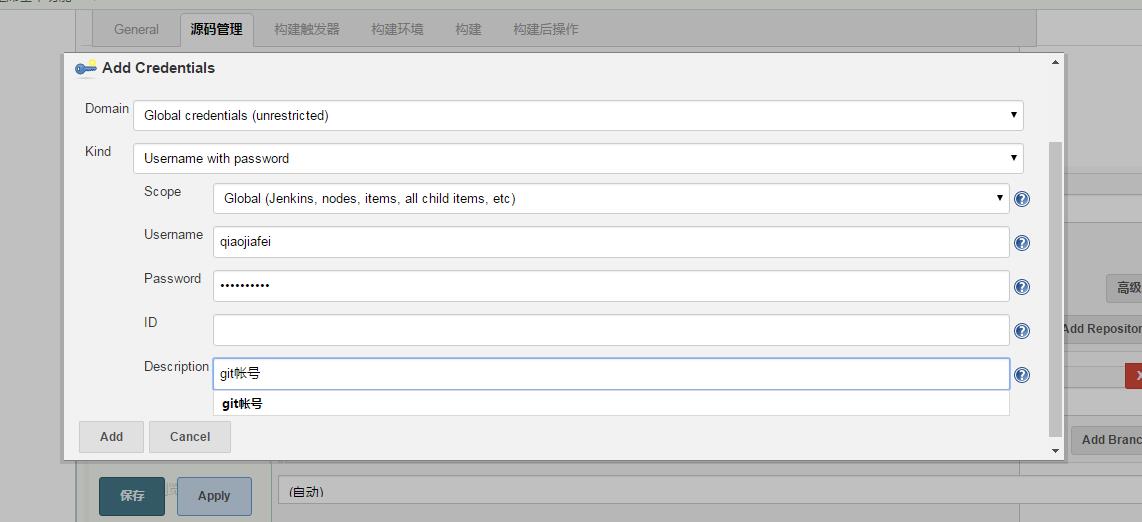 General 源码管理 构建触发器 构建环境 构建 构建后操作
Add Credentials
Domain Global credentials (unrestricted)
Kind Username with password
Scope Global (Jenkins, nodes, items, all child items, etc)
Username qiaojiafei
Password ••••••••••
高级
ID
Add Repositor
Description git帐号
X
git帐号
Add Cancel
Add Branc
保存 Apply
(自动)